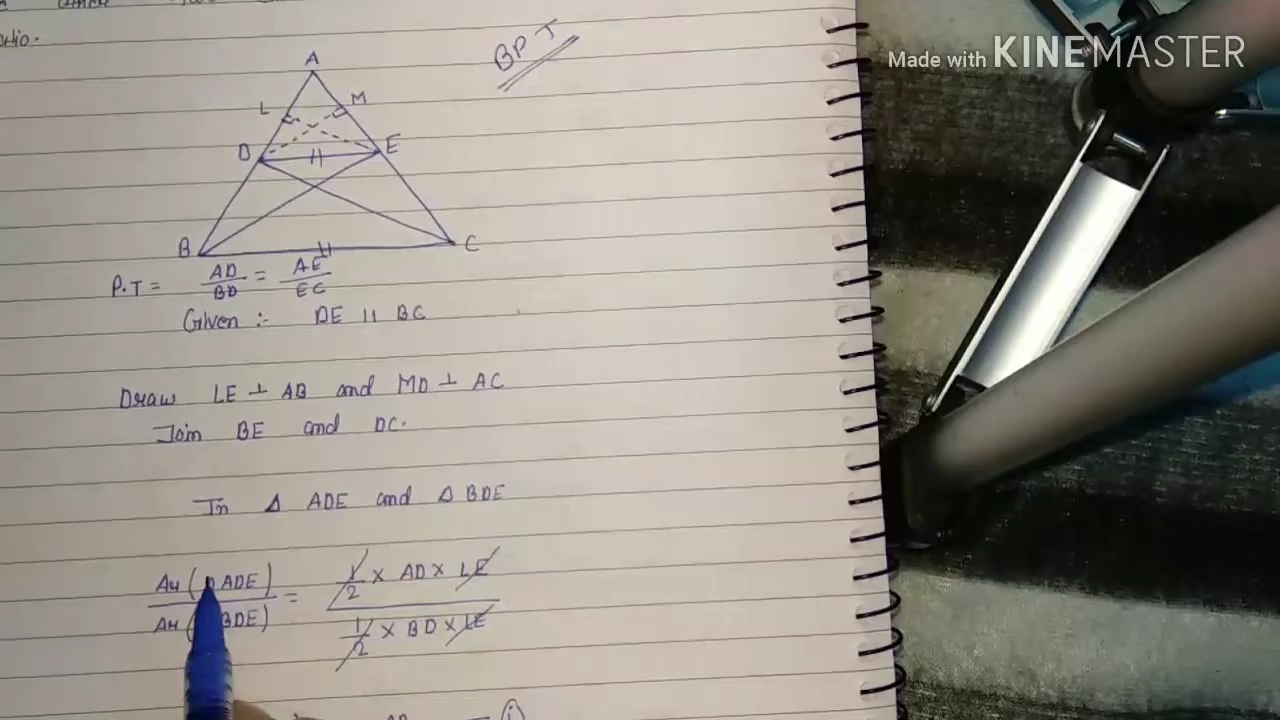 BPT
Made with KINEMASTER
A
L M
D E
B C
P.T = AD/BD = AE/EC
Given :- DE || BC
Draw LE ⊥ AB and MD ⊥ AC
Join BE and DC.
In Δ ADE and Δ BDE
Ar (Δ ADE) / Ar ( BDE) = 1/2 × AD × LE / 1/2 × BD × LE
(i)